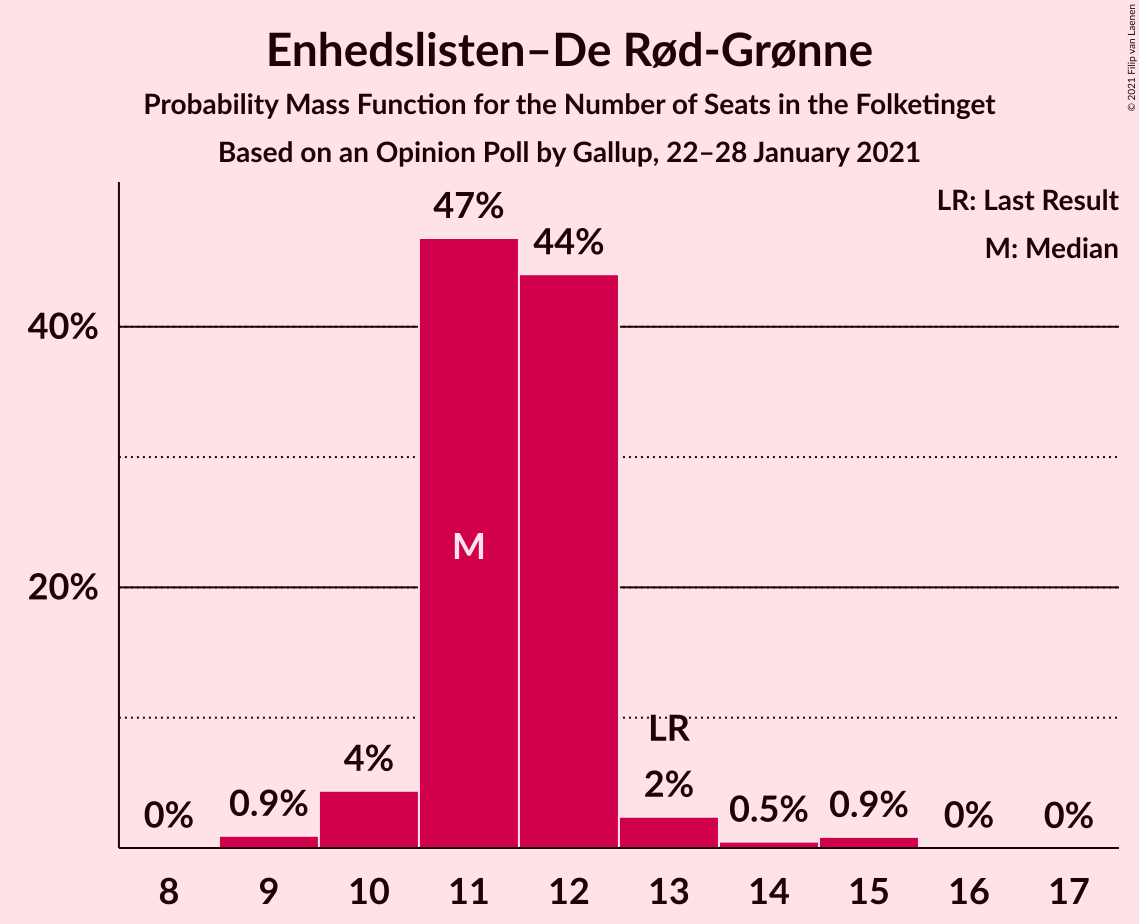 Enhedslisten–De Rød-Grønne
Probability Mass Function for the Number of Seats in the Folketinget
Based on an Opinion Poll by Gallup, 22–28 January 2021
© 2021 Filip van Laenen
LR: Last Result
M: Median
47%
44%
40%
M
20%
LR
4%
2%
0%
0.9%
0.5%
0.9%
0%
0%
8 9 10 11 12 13 14 15 16 17